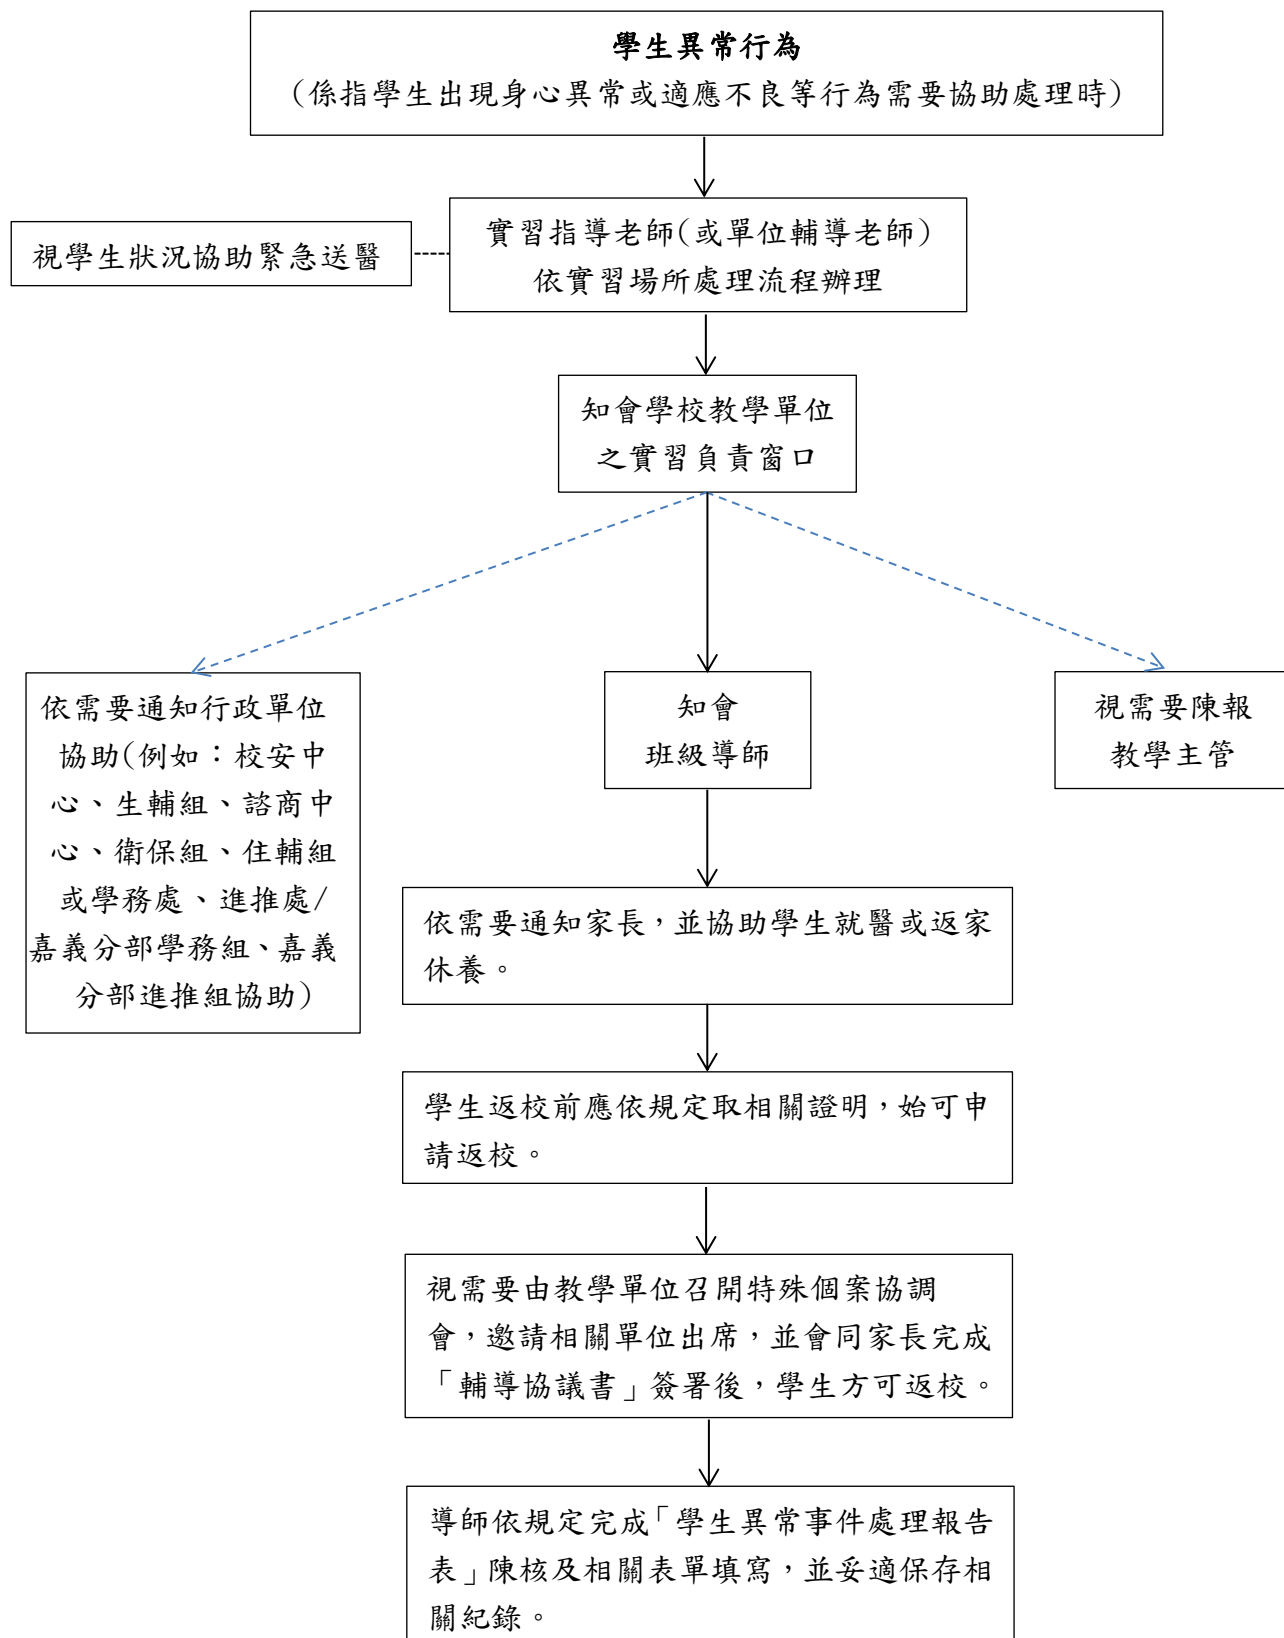 學生異常行為
(係指學生出現身心異常或適應不良等行為需要協助處理時)
視學生狀況協助緊急送醫
實習指導老師(或單位輔導老師)
依實習場所處理流程辦理
知會學校教學單位
之實習負責窗口
依需要通知行政單位
協助(例如：校安中
心、生輔組、諮商中
心、衛保組、住輔組
或學務處、進推處/
嘉義分部學務組、嘉義
分部進推組協助)
知會
班級導師
視需要陳報
教學主管
依需要通知家長，並協助學生就醫或返家
休養。
學生返校前應依規定取相關證明，始可申
請返校。
視需要由教學單位召開特殊個案協調
會，邀請相關單位出席，並會同家長完成
「輔導協議書」簽署後，學生方可返校。
導師依規定完成「學生異常事件處理報告
表」陳核及相關表單填寫，並妥適保存相
關紀錄。